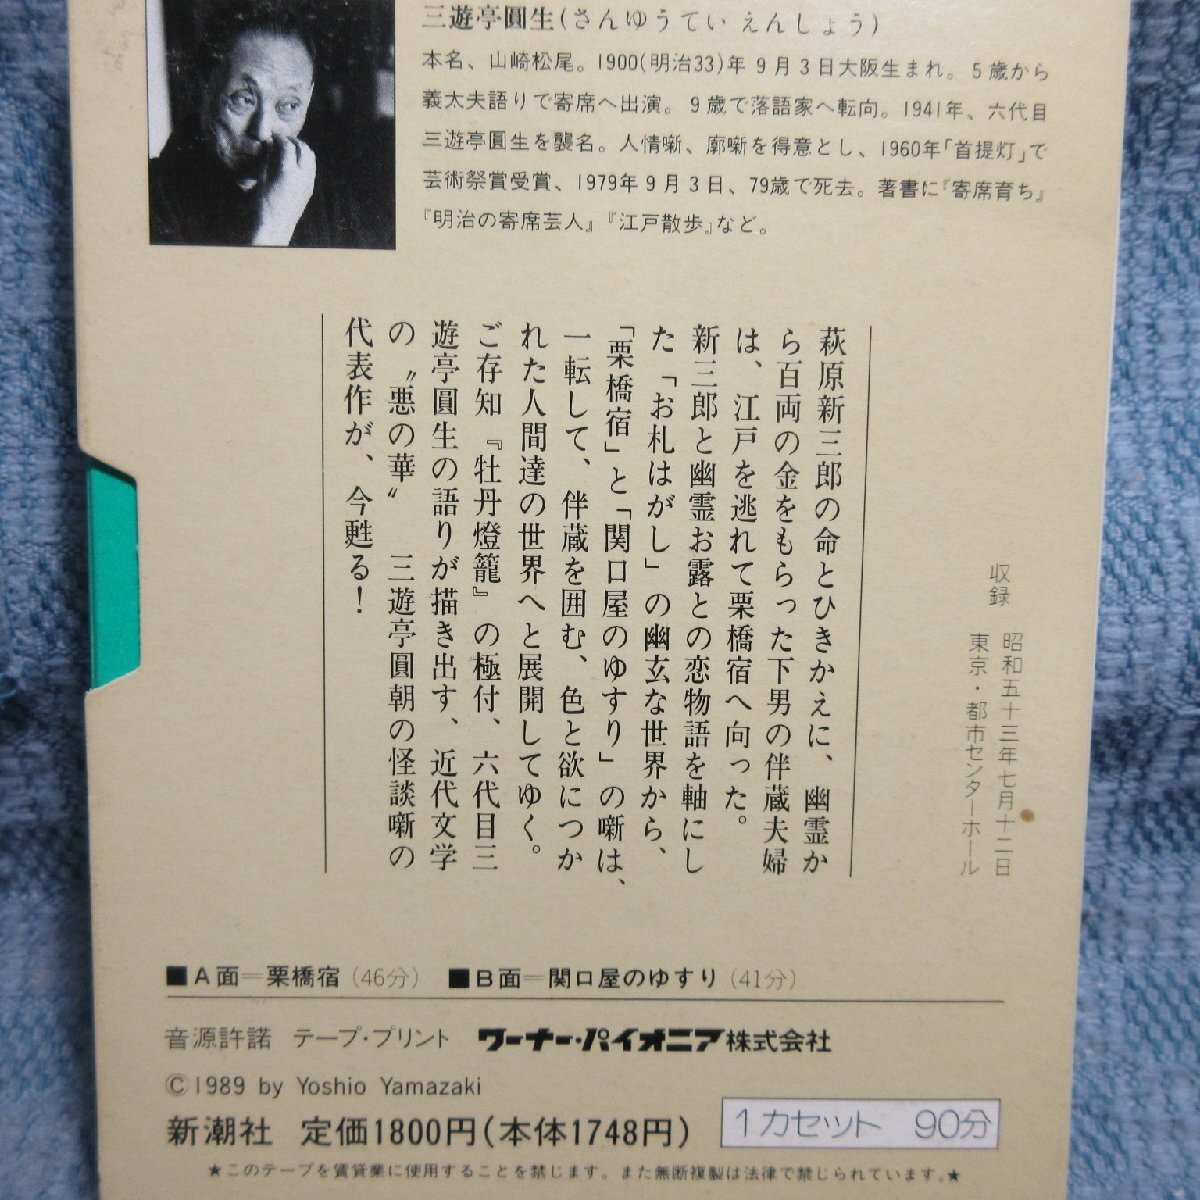 三遊亭圓生(さんゆうてい えんしょう)
本名、山崎松尾。1900(明治33)年9月3日大阪生まれ。5歳から
義太夫語りで寄席へ出演。9歳で落語家へ転向。1941年、六代目
三遊亭圓生を襲名。人情噺、廓噺を得意とし、1960年「首提灯」で
芸術祭賞受賞、1979年9月3日、79歳で死去。著書に『寄席育ち』
『明治の寄席芸人』『江戸散歩』など。
収録 昭和五十三年七月十二日
東京・都市センターホール
萩原新三郎の命とひきかえに、幽霊か
ら百両の金をもらった下男の伴蔵夫婦
は、江戸を逃れて栗橋宿へ向った。
新三郎と幽霊お露との恋物語を軸にし
た「お札はがし」の幽玄な世界から、
「栗橋宿」と「関口屋のゆすり」の噺は、
一転して、伴蔵を囲む、色と欲につか
れた人間達の世界へと展開してゆく。
ご存知『牡丹燈籠』の極付、六代目三
遊亭圓生の語りが描き出す、近代文学
の〝悪の華〟 三遊亭圓朝の怪談噺の
代表作が、今甦る!
■A面=栗橋宿(46分) ■B面=関口屋のゆすり(41分)
音源許諾 テープ・プリント ワーナー・パイオニア株式会社
©1989 by Yoshio Yamazaki
新潮社 定価1800円(本体1748円) 1カセット 90分
★このテープを賃貸業に使用することを禁じます。また無断複製は法律で禁じられています。★